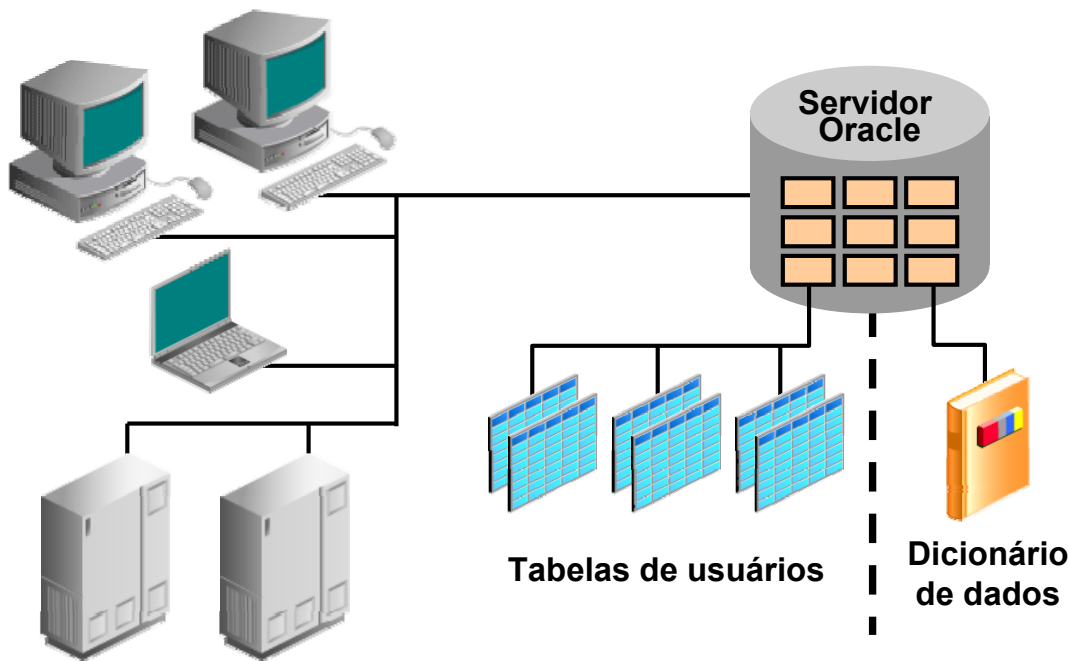 Servidor
Oracle
Tabelas de usuários
Dicionário
de dados